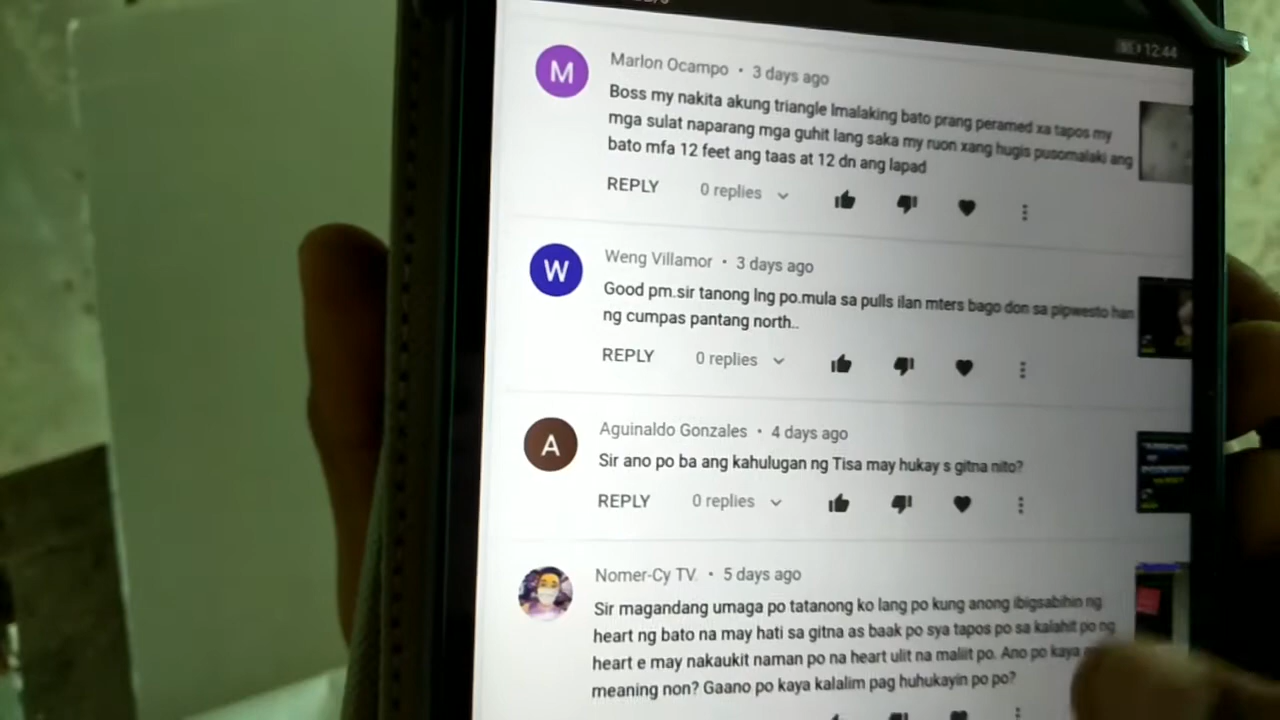 12:44
Marlon Ocampo • 3 days ago
Boss my nakita akung triangle lmalaking bato prang peramed xa tapos my
mga sulat naparang mga guhit lang saka my ruon xang hugis pusomalaki ang
bato mfa 12 feet ang taas at 12 dn ang lapad
REPLY 0 replies
Weng Villamor • 3 days ago
Good pm.sir tanong lng po.mula sa pulls ilan mters bago don sa pipwesto han
ng cumpas pantang north..
REPLY 0 replies
Aguinaldo Gonzales • 4 days ago
Sir ano po ba ang kahulugan ng Tisa may hukay s gitna nito?
REPLY 0 replies
Nomer-Cy TV • 5 days ago
Sir magandang umaga po tatanong ko lang po kung anong ibigsabihin ng
heart ng bato na may hati sa gitna as baak po sya tapos po sa kalahit po ng
heart e may nakaukit naman po na heart ulit na maliit po. Ano po kaya
meaning non? Gaano po kaya kalalim pag huhukayin po po?
M
W
A